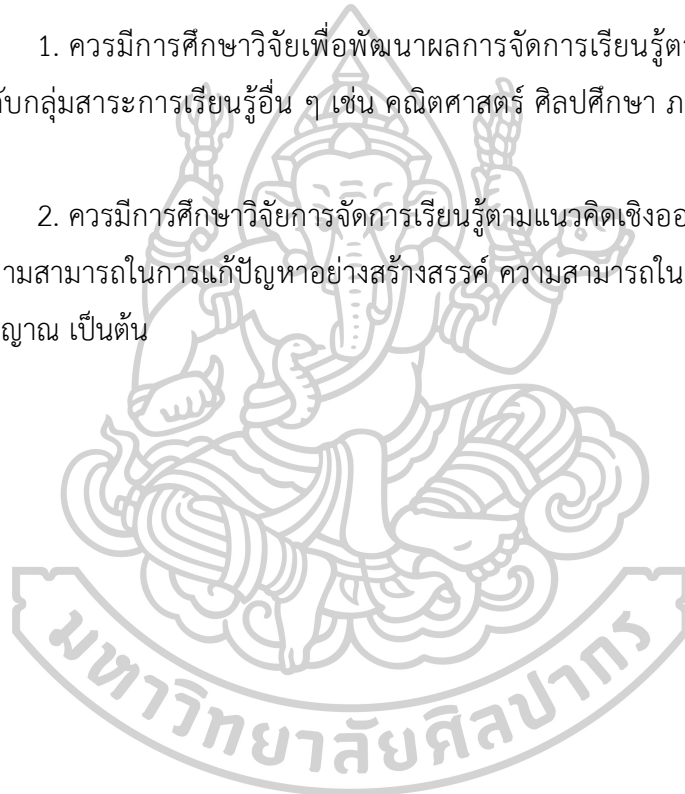 1. ควรมีการศึกษาวิจัยเพื่อพัฒนาผลการจัดการเรียนรู้
กลุ่มสาระการเรียนรู้อื่น ๆ เช่น คณิตศาสตร์ ศิลปศึกษา
2. ควรมีการศึกษาวิจัยการจัดการเรียนรู้ตามแนวคิดเชิงออ
ามสามารถในการแก้ปัญหาอย่างสร้างสรรค์ ความสามารถใน
ญาณ เป็นต้น
มหาวิทยาลัยศิลปากร